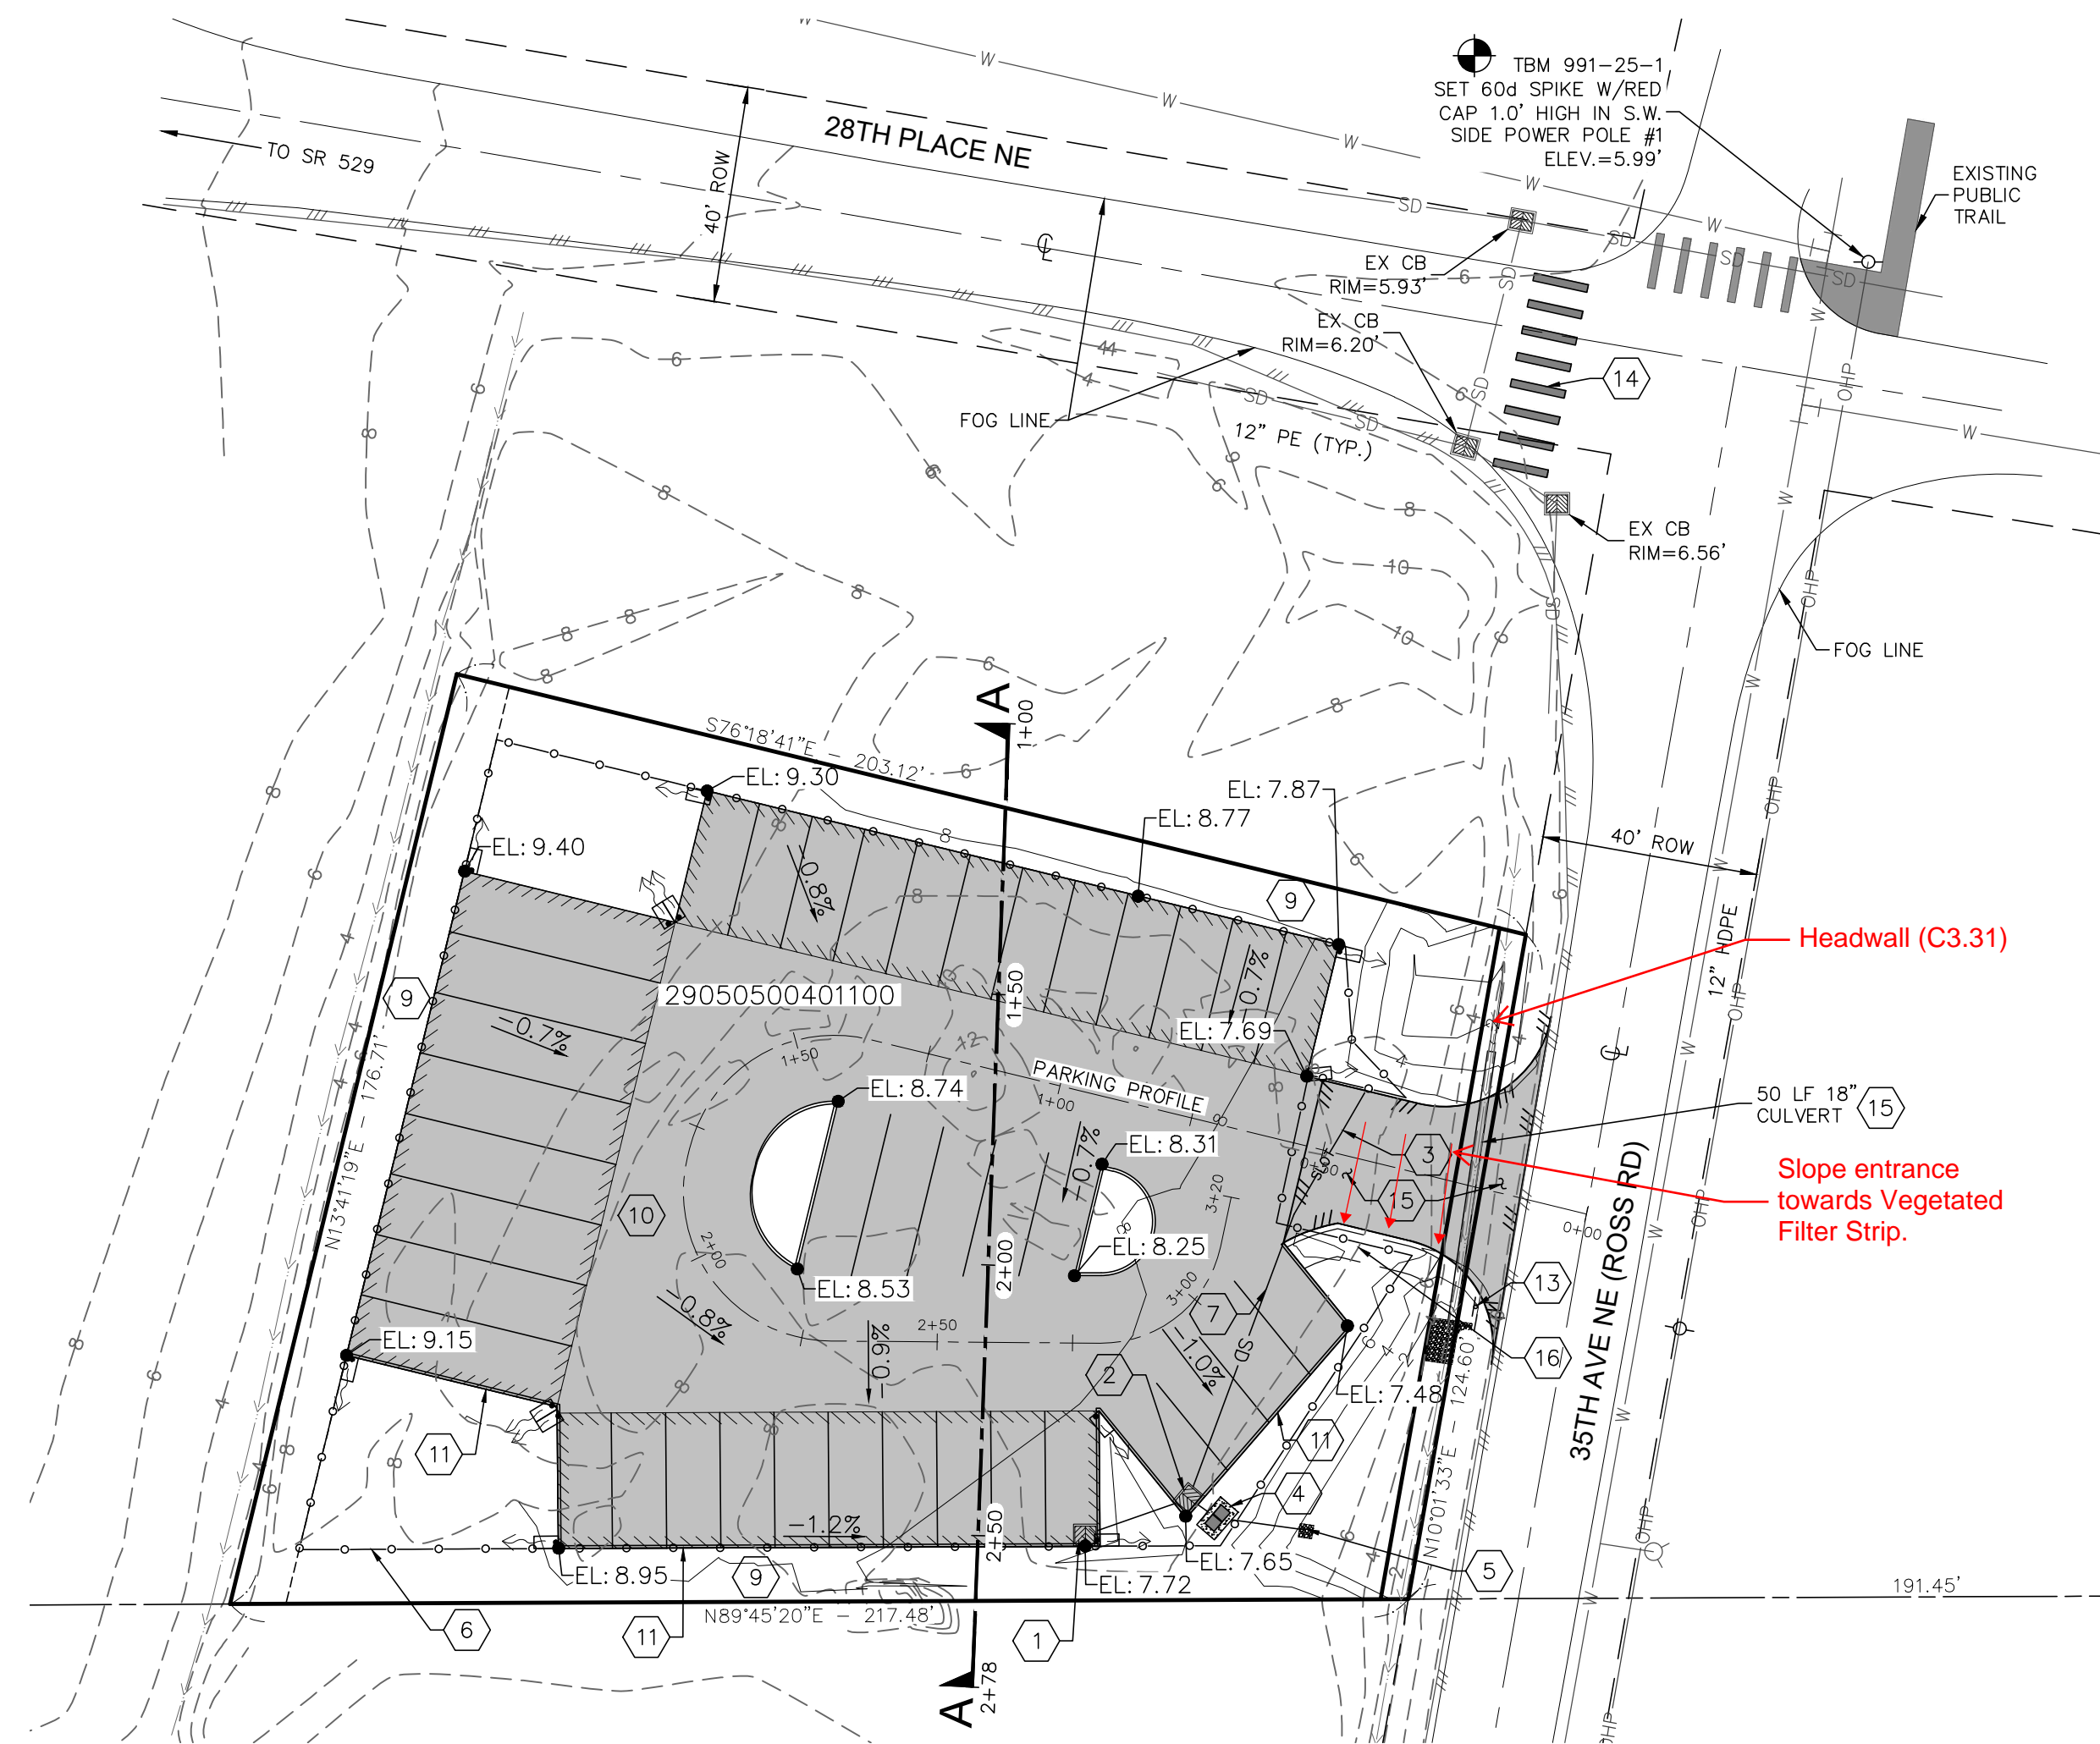 TBM 991-25-1
SET 60d SPIKE W/RED
CAP 1.0' HIGH IN S.W.
SIDE POWER POLE #1
ELEV.=5.99'
28TH PLACE NE
TO SR 529
40' ROW
EXISTING
PUBLIC
TRAIL
EX CB
RIM=5.93'
EX CB
RIM=6.20'
14
FOG LINE
12" PE (TYP.)
EX CB
RIM=6.56'
FOG LINE
S76°18'41"E - 203.12'
A
1+00
EL: 9.30
EL: 7.87
EL: 8.77
40' ROW
EL: 9.40
-0.8%
9
12" HDPE
Headwall (C3.31)
9
29050500401100
1+50
-0.7%
-0.7%
EL: 7.69
1+50
PARKING PROFILE
1+00
EL: 8.74
50 LF 18"
CULVERT
15
EL: 8.31
-0.7%
3
0+50
SLOT
15
Slope entrance
towards Vegetated
Filter Strip.
N13°41'19"E - 176.71'
10
3+20
0+00
2+00
EL: 8.25
2+00
EL: 8.53
3+00
13
7
-0.8%
2+50
-0.9%
SD
-1.0%
EL: 9.15
16
2
EL: 7.48
35TH AVE NE (ROSS RD)
11
11
4
N10°01'33"E - 124.60'
-1.2%
2+50
EL: 7.65
EL: 8.95
9
EL: 7.72
5
191.45'
N89°45'20"E - 217.48'
6
11
1
A
2+78